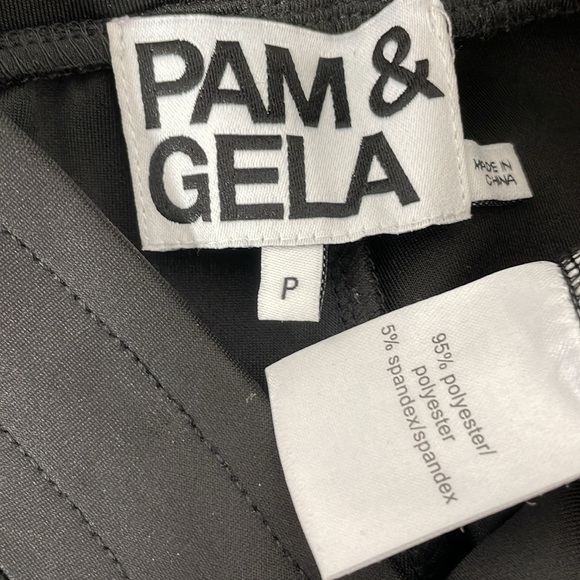 PAM &
GELA
MADE IN
CHINA
P
95% polyester/
polyester
5% spandex/spandex